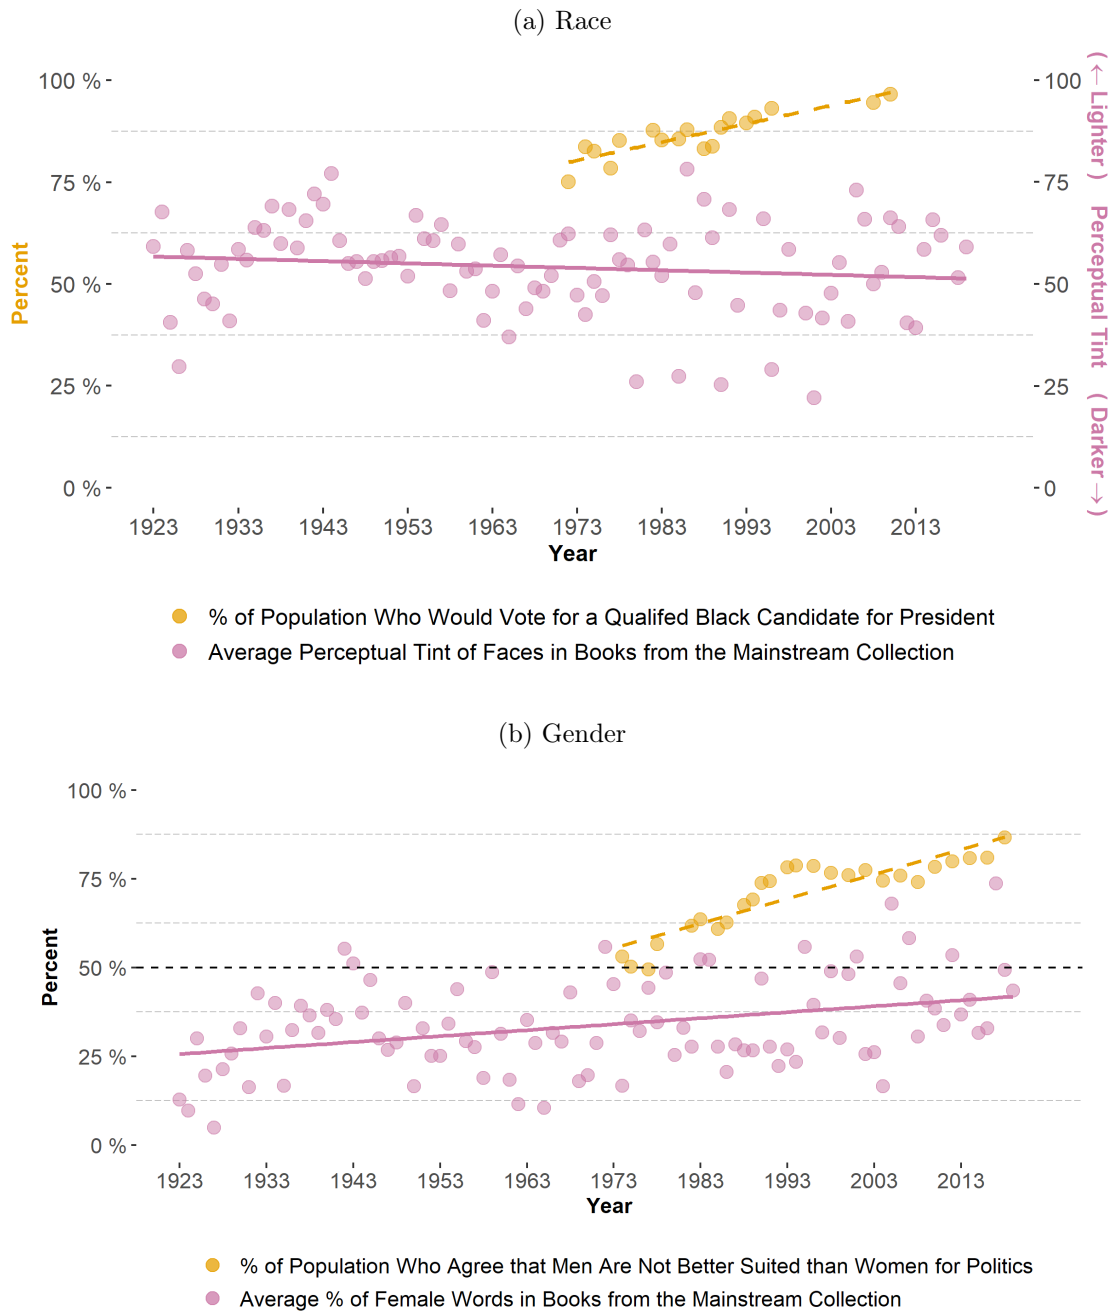 (a) Race
100 %
75 %
50 %
25 %
0 %
Percent
100
75
50
25
0
(← Lighter )   Perceptual Tint   ( Darker →)
1923 1933 1943 1953 1963 1973 1983 1993 2003 2013
Year
% of Population Who Would Vote for a Qualifed Black Candidate for President
Average Perceptual Tint of Faces in Books from the Mainstream Collection
(b) Gender
100 %
75 %
50 %
25 %
0 %
Percent
1923 1933 1943 1953 1963 1973 1983 1993 2003 2013
Year
% of Population Who Agree that Men Are Not Better Suited than Women for Politics
Average % of Female Words in Books from the Mainstream Collection